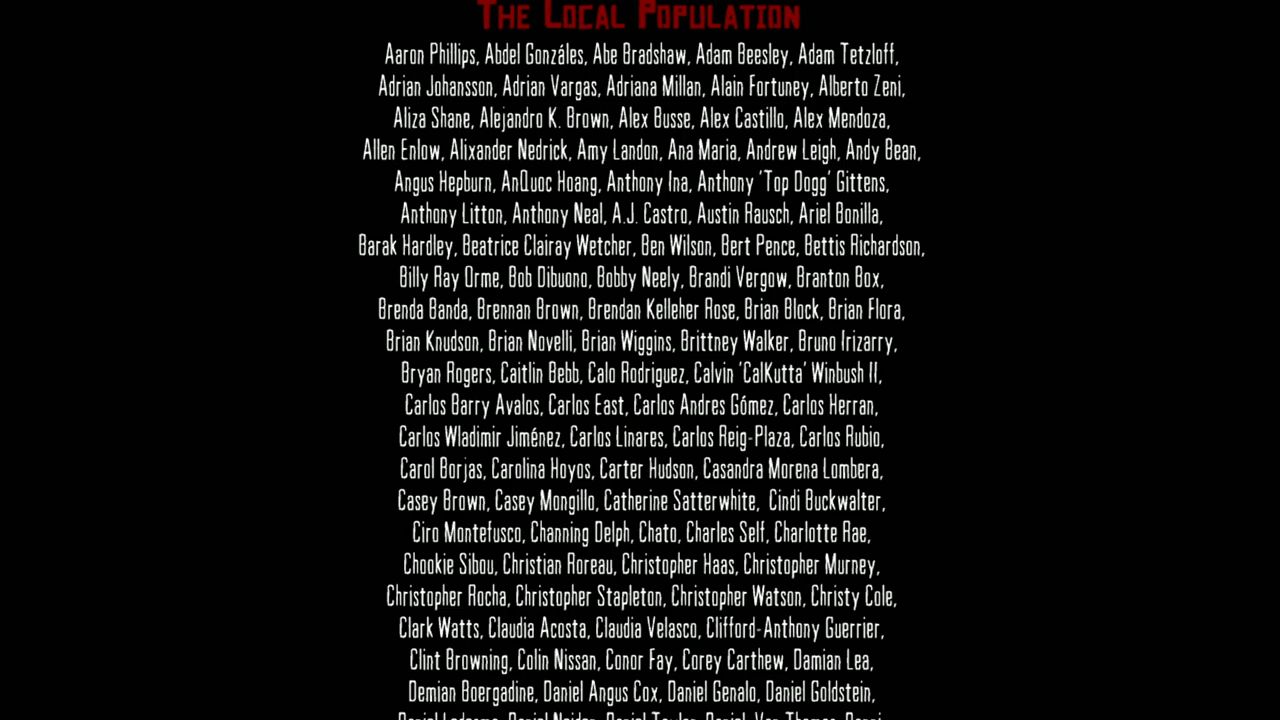 The Local Population
Aaron Phillips, Abdel Gonzáles, Abe Bradshaw, Adam Beesley, Adam Tetzloff,
Adrian Johansson, Adrian Vargas, Adriana Millan, Alain Fortuney, Alberto Zeni,
Aliza Shane, Alejandro K. Brown, Alex Busse, Alex Castillo, Alex Mendoza,
Allen Enlow, Alixander Nedrick, Amy Landon, Ana Maria, Andrew Leigh, Andy Bean,
Angus Hepburn, AnQuoc Hoang, Anthony Ina, Anthony 'Top Dogg' Gittens,
Anthony Litton, Anthony Neal, A.J. Castro, Austin Rausch, Ariel Bonilla,
Barak Hardley, Beatrice Clairay Wetcher, Ben Wilson, Bert Pence, Bettis Richardson,
Billy Ray Orme, Bob Dibuono, Bobby Neely, Brandi Vergow, Branton Box,
Brenda Banda, Brennan Brown, Brendan Kelleher Rose, Brian Block, Brian Flora,
Brian Knudson, Brian Novelli, Brian Wiggins, Brittney Walker, Bruno Irizarry,
Bryan Rogers, Caitlin Bebb, Calo Rodriguez, Calvin 'CalKutta' Winbush II,
Carlos Barry Avalos, Carlos East, Carlos Andres Gómez, Carlos Herran,
Carlos Wladimir Jiménez, Carlos Linares, Carlos Reig-Plaza, Carlos Rubio,
Carol Borjas, Carolina Hoyos, Carter Hudson, Casandra Morena Lombera,
Casey Brown, Casey Mongillo, Catherine Satterwhite, Cindi Buckwalter,
Ciro Montefusco, Channing Delph, Chato, Charles Self, Charlotte Rae,
Chookie Sibou, Christian Roreau, Christopher Haas, Christopher Murney,
Christopher Rocha, Christopher Stapleton, Christopher Watson, Christy Cole,
Clark Watts, Claudia Acosta, Claudia Velasco, Clifford-Anthony Guerrier,
Clint Browning, Colin Nissan, Conor Fay, Corey Carthew, Damian Lea,
Demian Boergadine, Daniel Angus Cox, Daniel Genalo, Daniel Goldstein,